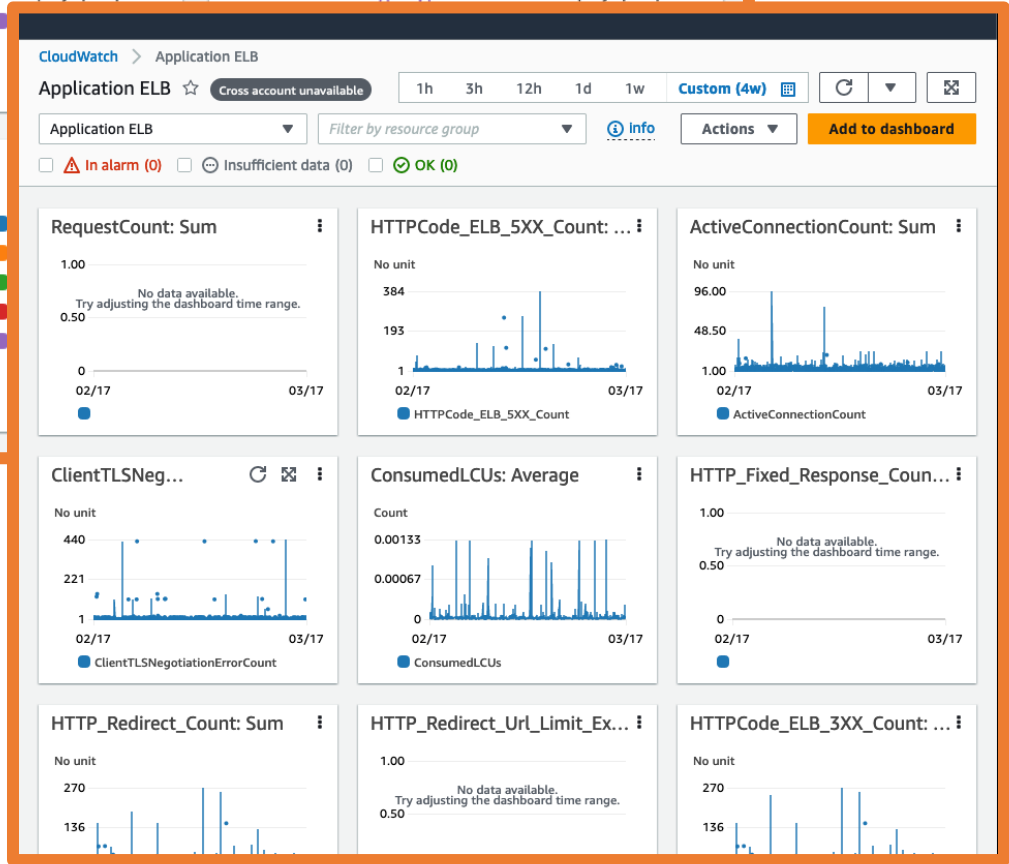 CloudWatch > Application ELB
Application ELB Cross account unavailable 1h 3h 12h 1d 1w Custom (4w)
Application ELB Filter by resource group Info Actions Add to dashboard
In alarm (0) Insufficient data (0) OK (0)
RequestCount: Sum
1.00
No data available.
Try adjusting the dashboard time range.
0.50
0
02/17 03/17
HTTPCode_ELB_5XX_Count: ...
No unit
384
193
1
02/17 03/17
HTTPCode_ELB_5XX_Count
ActiveConnectionCount: Sum
No unit
96.00
48.50
1.00
02/17 03/17
ActiveConnectionCount
ClientTLSNeg...
No unit
440
221
1
02/17 03/17
ClientTLSNegotiationErrorCount
ConsumedLCUs: Average
Count
0.00133
0.00067
0
02/17 03/17
ConsumedLCUs
HTTP_Fixed_Response_Coun...
1.00
No data available.
Try adjusting the dashboard time range.
0.50
0
02/17 03/17
HTTP_Redirect_Count: Sum
No unit
270
136
HTTP_Redirect_Url_Limit_Ex...
1.00
No data available.
Try adjusting the dashboard time range.
0.50
HTTPCode_ELB_3XX_Count: ...
No unit
270
136